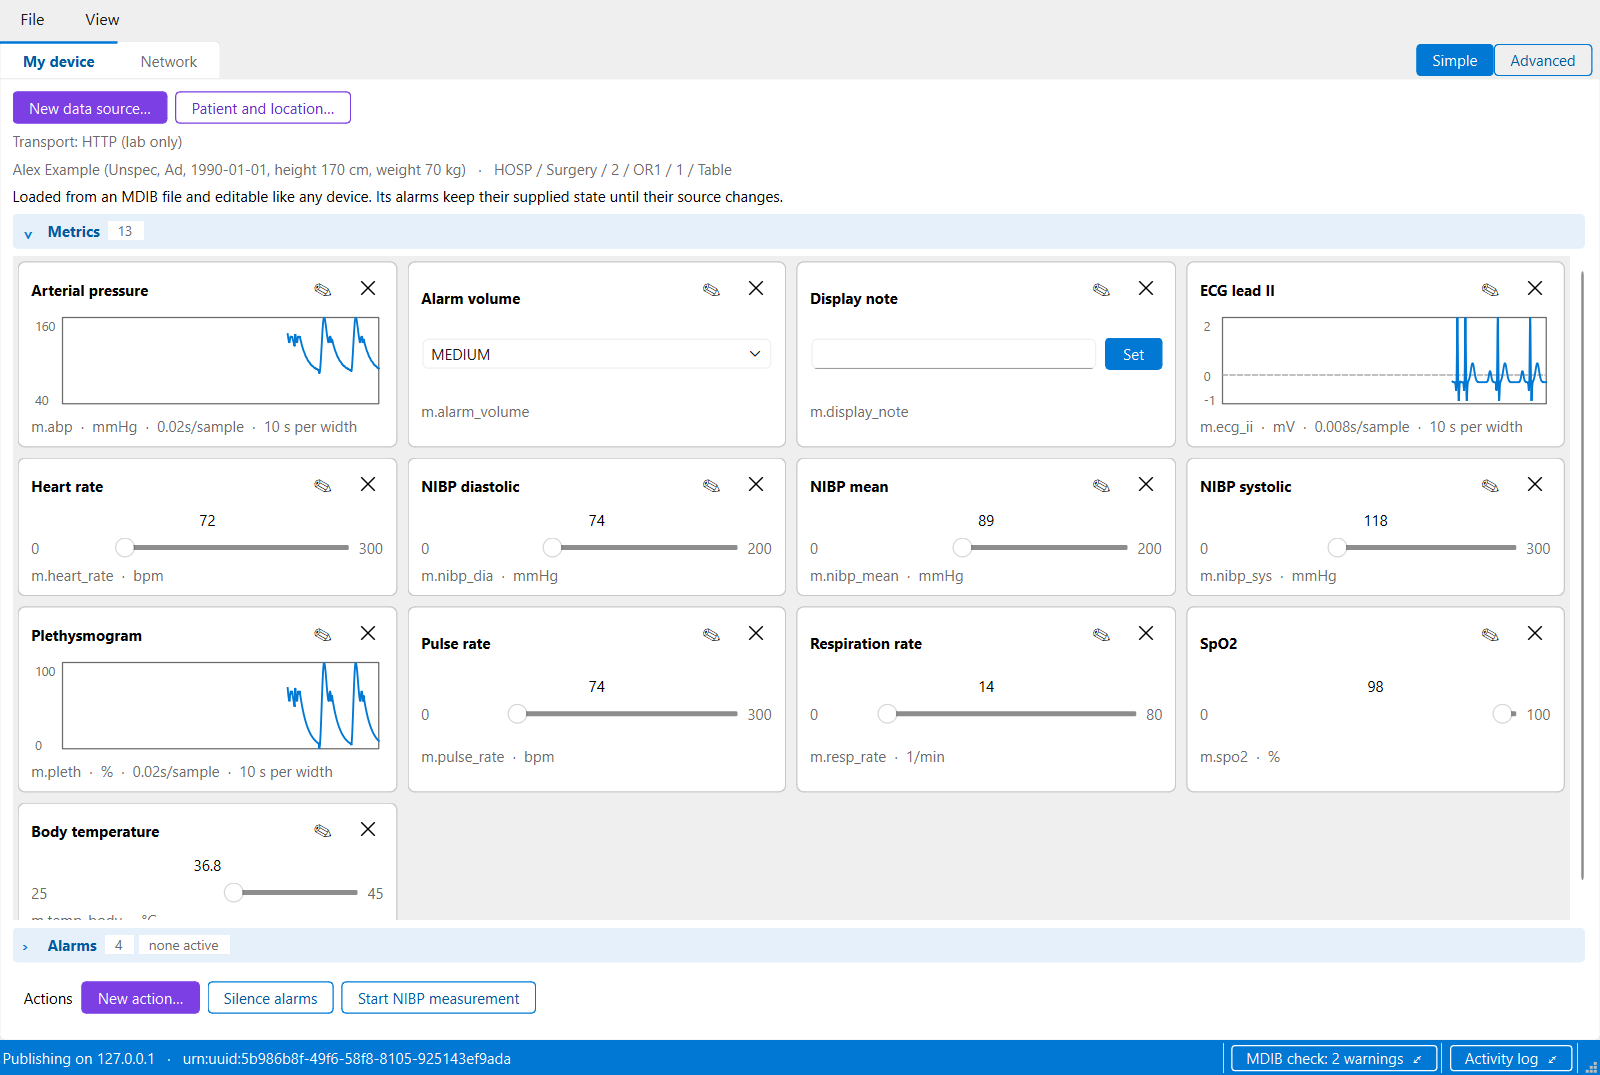 File View
My device Network Simple Advanced
New data source... Patient and location...
Transport: HTTP (lab only)
Alex Example (Unspec, Ad, 1990-01-01, height 170 cm, weight 70 kg) · HOSP / Surgery / 2 / OR1 / 1 / Table
Loaded from an MDIB file and editable like any device. Its alarms keep their supplied state until their source changes.
Metrics 13
Arterial pressure
160
40
m.abp · mmHg · 0.02s/sample · 10 s per width
Alarm volume
MEDIUM
m.alarm_volume
Display note
Set
m.display_note
ECG lead II
2
0
-1
m.ecg_ii · mV · 0.008s/sample · 10 s per width
Heart rate
72
0 300
m.heart_rate · bpm
NIBP diastolic
74
0 200
m.nibp_dia · mmHg
NIBP mean
89
0 200
m.nibp_mean · mmHg
NIBP systolic
118
0 300
m.nibp_sys · mmHg
Plethysmogram
100
0
m.pleth · % · 0.02s/sample · 10 s per width
Pulse rate
74
0 300
m.pulse_rate · bpm
Respiration rate
14
0 80
m.resp_rate · 1/min
SpO2
98
0 100
m.spo2 · %
Body temperature
36.8
25 45
m.temp_body · °C
Alarms 4 none active
Actions New action... Silence alarms Start NIBP measurement
Publishing on 127.0.0.1 · urn:uuid:5b986b8f-49f6-58f8-8105-925143ef9ada MDIB check: 2 warnings Activity log